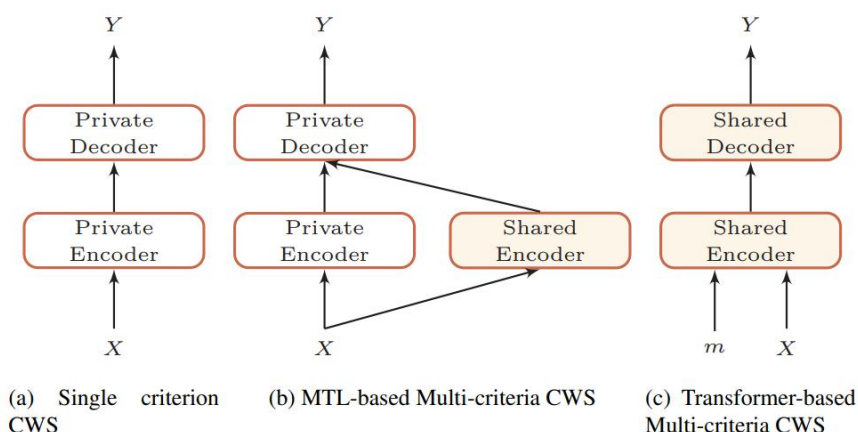 Y
Private
Decoder
Private
Encoder
X
(a) Single criterion
CWS
Y
Private
Decoder
Private
Encoder
Shared
Encoder
X
(b) MTL-based Multi-criteria CWS
Y
Shared
Decoder
Shared
Encoder
m
X
(c) Transformer-based
Multi-criteria CWS